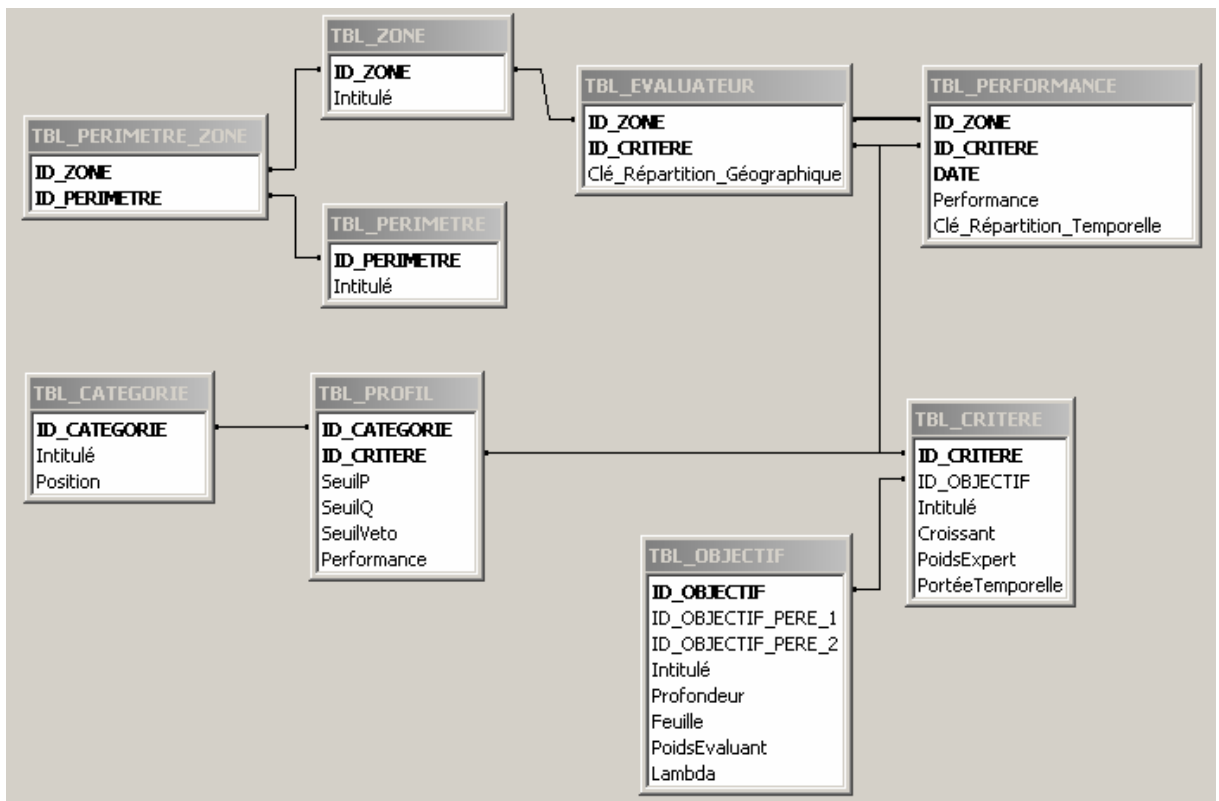 TBL_ZONE
ID_ZONE
Intitulé
TBL_EVALUATEUR
ID_ZONE
ID_CRITERE
Clé_Répartition_Géographique
TBL_PERFORMANCE
ID_ZONE
ID_CRITERE
DATE
Performance
Clé_Répartition_Temporelle
TBL_PERIMETRE_ZONE
ID_ZONE
ID_PERIMETRE
TBL_PERIMETRE
ID_PERIMETRE
Intitulé
TBL_CATEGORIE
ID_CATEGORIE
Intitulé
Position
TBL_PROFIL
ID_CATEGORIE
ID_CRITERE
SeuilP
SeuilQ
SeuilVeto
Performance
TBL_CRITERE
ID_CRITERE
ID_OBJECTIF
Intitulé
Croissant
PoidsExpert
PortéeTemporelle
TBL_OBJECTIF
ID_OBJECTIF
ID_OBJECTIF_PERE_1
ID_OBJECTIF_PERE_2
Intitulé
Profondeur
Feuille
PoidsEvaluant
Lambda